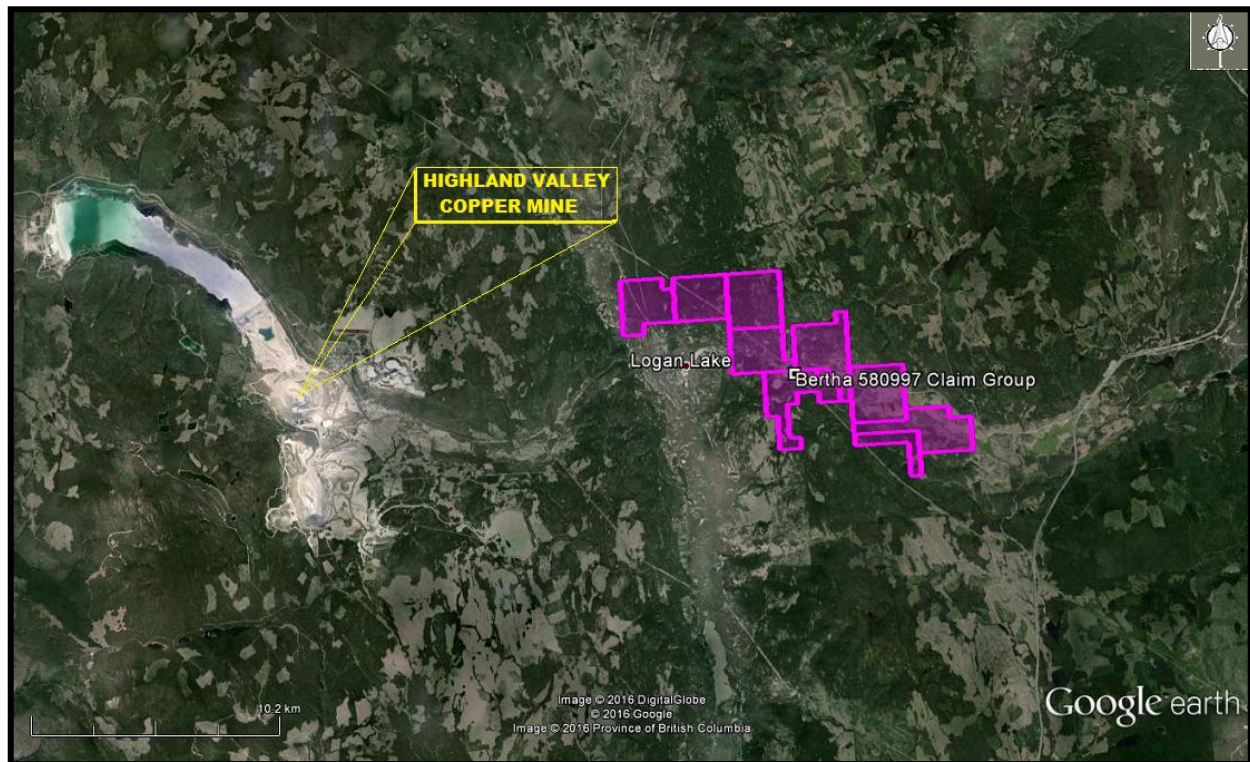 HIGHLAND VALLEY
COPPER MINE
Logan Lake
Bertha 580997 Claim Group
Image © 2016 DigitalGlobe
© 2016 Google
Image © 2016 Province of British Columbia
10.2 km
Google earth